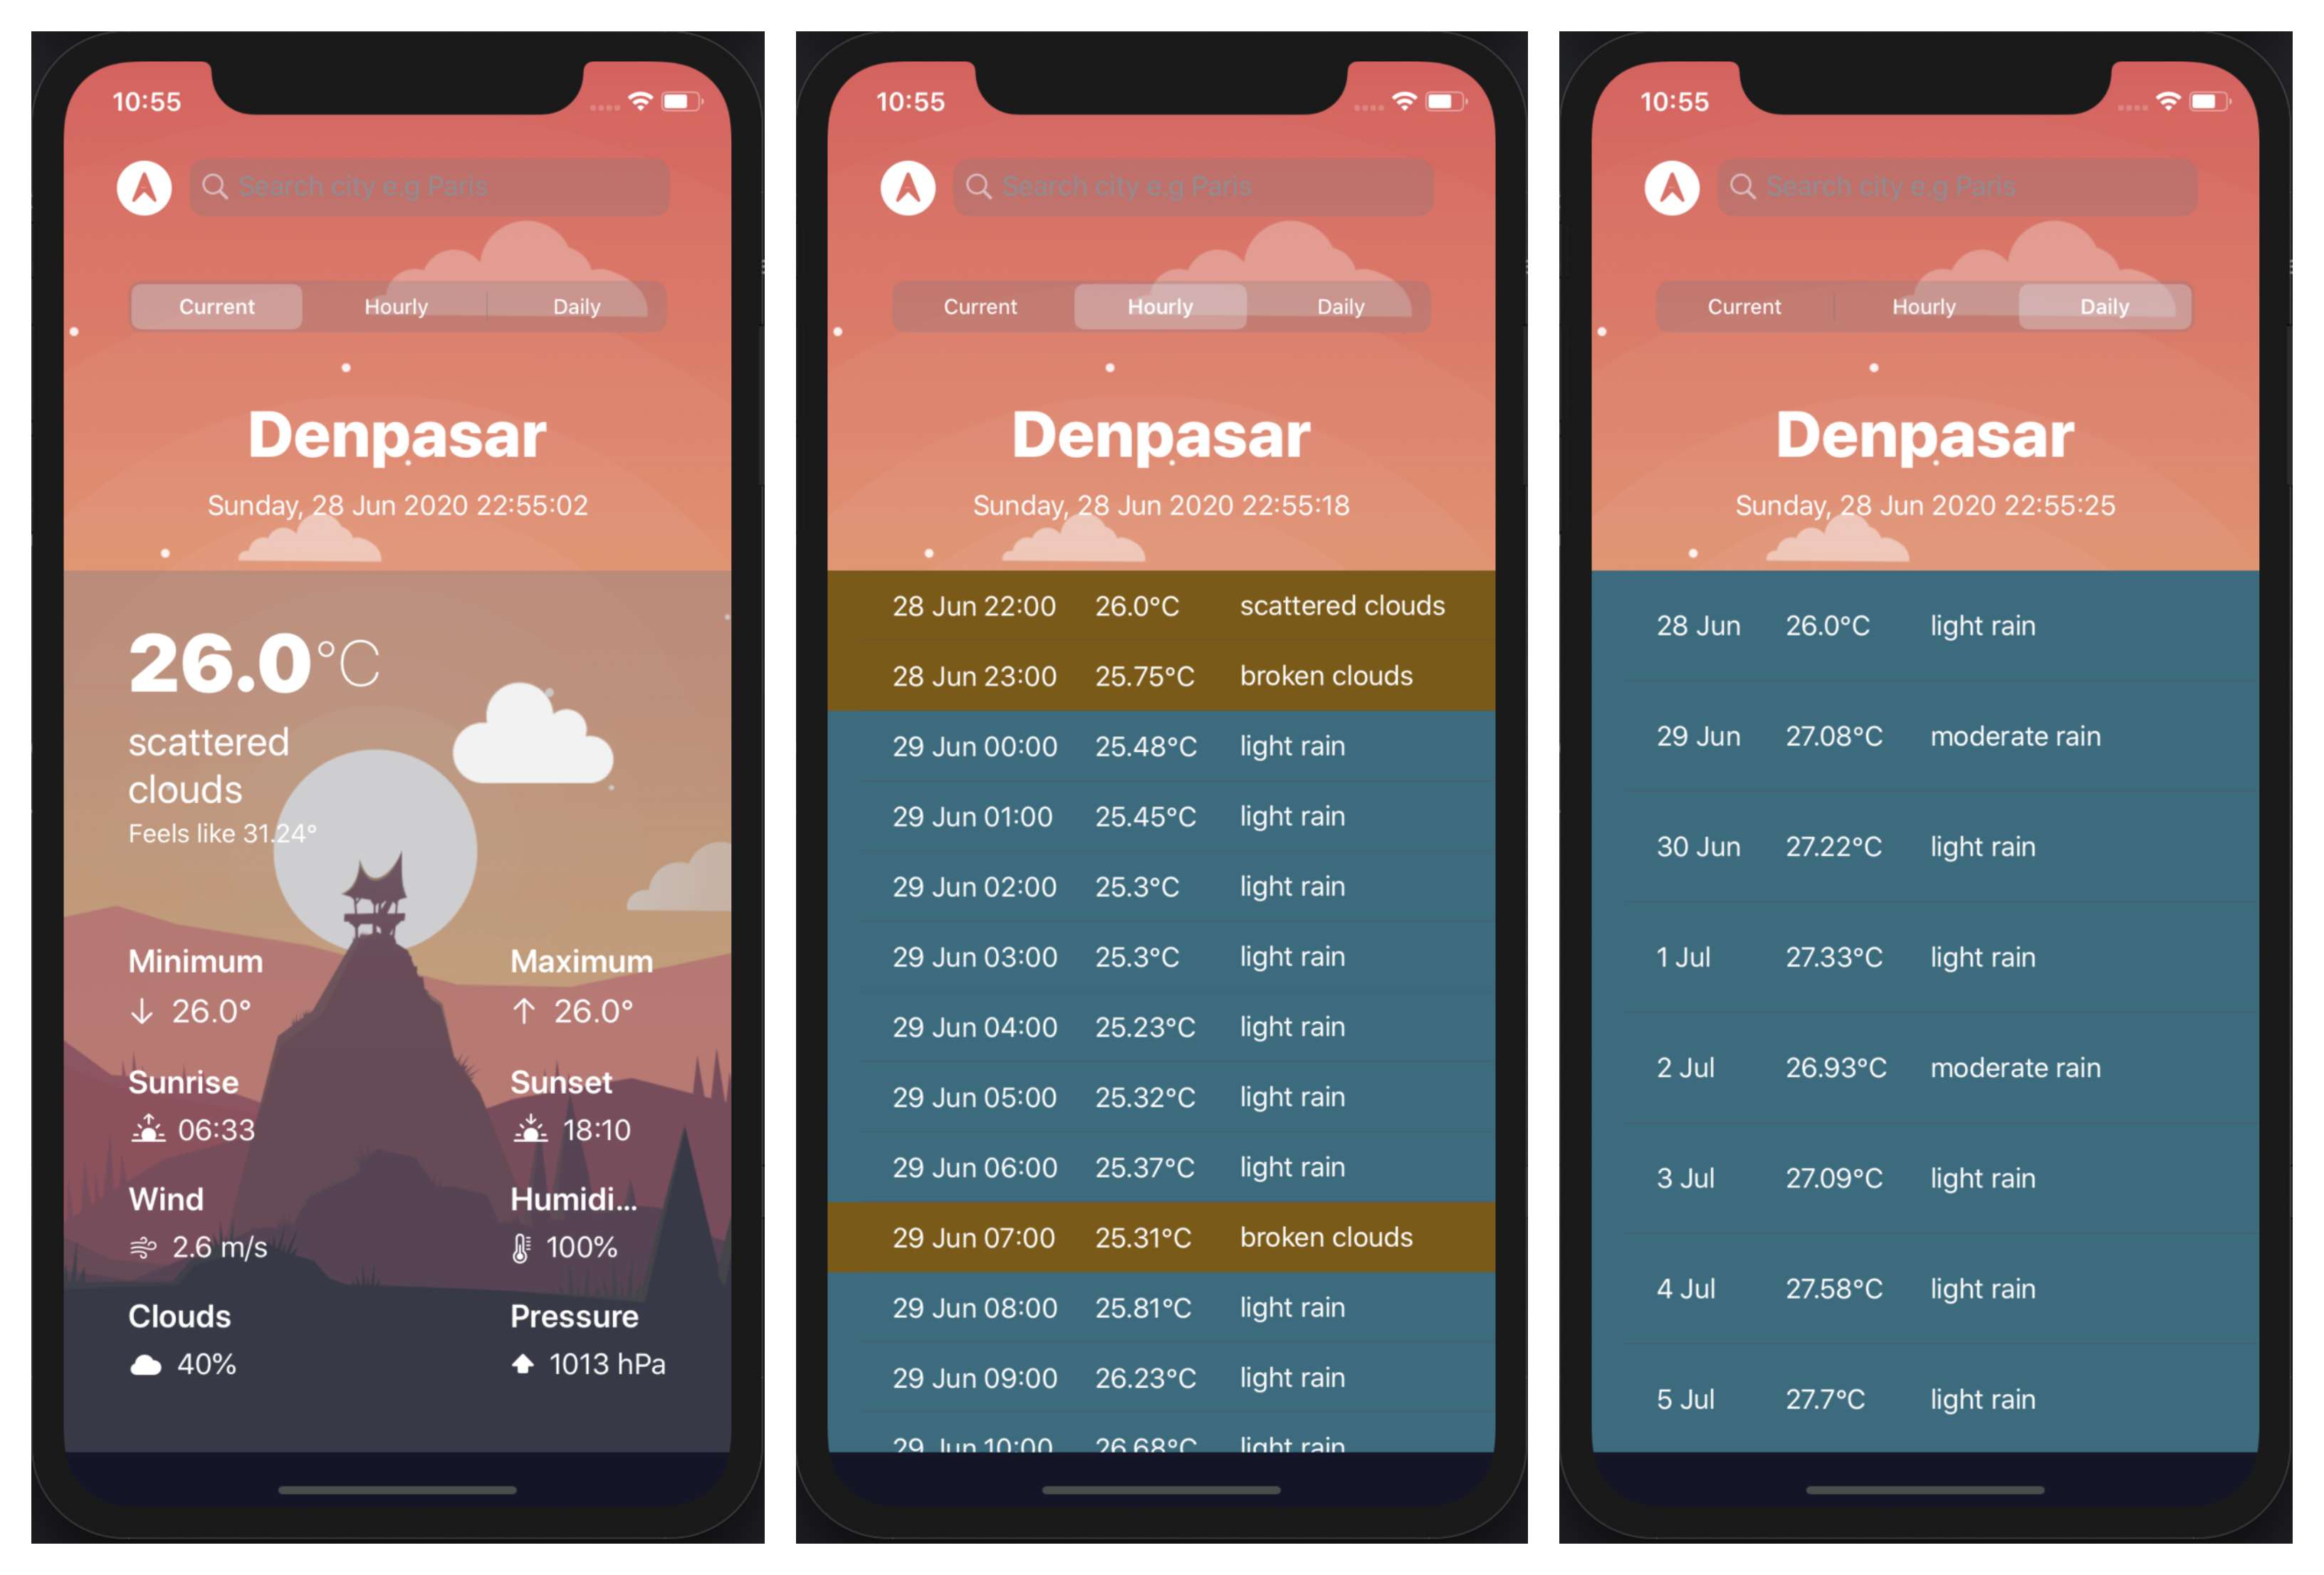 10:55
Search city e.g Paris
Current Hourly Daily
Denpasar
Sunday, 28 Jun 2020 22:55:02
26.0°C
scattered
clouds
Feels like 31.24°
Minimum Maximum
26.0° 26.0°
Sunrise Sunset
06:33 18:10
Wind Humidi...
2.6 m/s 100%
Clouds Pressure
40% 1013 hPa
10:55
Search city e.g Paris
Current Hourly Daily
Denpasar
Sunday, 28 Jun 2020 22:55:18
28 Jun 22:00 26.0°C scattered clouds
28 Jun 23:00 25.75°C broken clouds
29 Jun 00:00 25.48°C light rain
29 Jun 01:00 25.45°C light rain
29 Jun 02:00 25.3°C light rain
29 Jun 03:00 25.3°C light rain
29 Jun 04:00 25.23°C light rain
29 Jun 05:00 25.32°C light rain
29 Jun 06:00 25.37°C light rain
29 Jun 07:00 25.31°C broken clouds
29 Jun 08:00 25.81°C light rain
29 Jun 09:00 26.23°C light rain
29 Jun 10:00 26.68°C light rain
10:55
Search city e.g Paris
Current Hourly Daily
Denpasar
Sunday, 28 Jun 2020 22:55:25
28 Jun 26.0°C light rain
29 Jun 27.08°C moderate rain
30 Jun 27.22°C light rain
1 Jul 27.33°C light rain
2 Jul 26.93°C moderate rain
3 Jul 27.09°C light rain
4 Jul 27.58°C light rain
5 Jul 27.7°C light rain